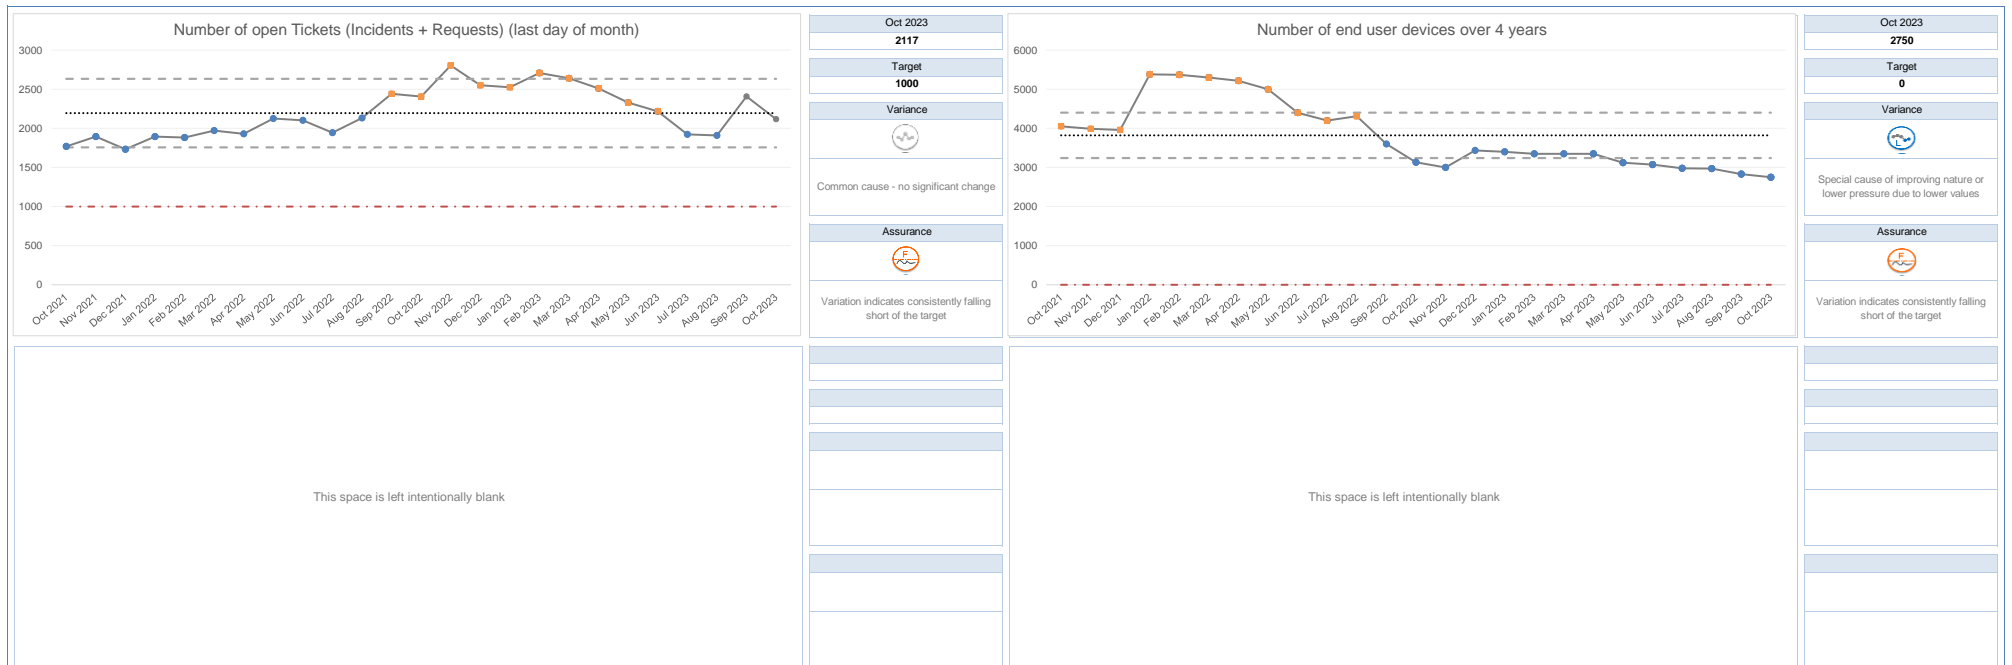 Number of open Tickets (Incidents + Requests) (last day of month)
3000
2500
2000
1500
1000
500
0
Oct 2021
Nov 2021
Dec 2021
Jan 2022
Feb 2022
Mar 2022
Apr 2022
May 2022
Jun 2022
Jul 2022
Aug 2022
Sep 2022
Oct 2022
Nov 2022
Dec 2022
Jan 2023
Feb 2023
Mar 2023
Apr 2023
May 2023
Jun 2023
Jul 2023
Aug 2023
Sep 2023
Oct 2023
Oct 2023
2117
Target
1000
Variance
Common cause - no significant change
Assurance
F
Variation indicates consistently falling
short of the target
Number of end user devices over 4 years
6000
5000
4000
3000
2000
1000
0
Oct 2021
Nov 2021
Dec 2021
Jan 2022
Feb 2022
Mar 2022
Apr 2022
May 2022
Jun 2022
Jul 2022
Aug 2022
Sep 2022
Oct 2022
Nov 2022
Dec 2022
Jan 2023
Feb 2023
Mar 2023
Apr 2023
May 2023
Jun 2023
Jul 2023
Aug 2023
Sep 2023
Oct 2023
Oct 2023
2750
Target
0
Variance
L
Special cause of improving nature or
lower pressure due to lower values
Assurance
F
Variation indicates consistently falling
short of the target
This space is left intentionally blank
This space is left intentionally blank